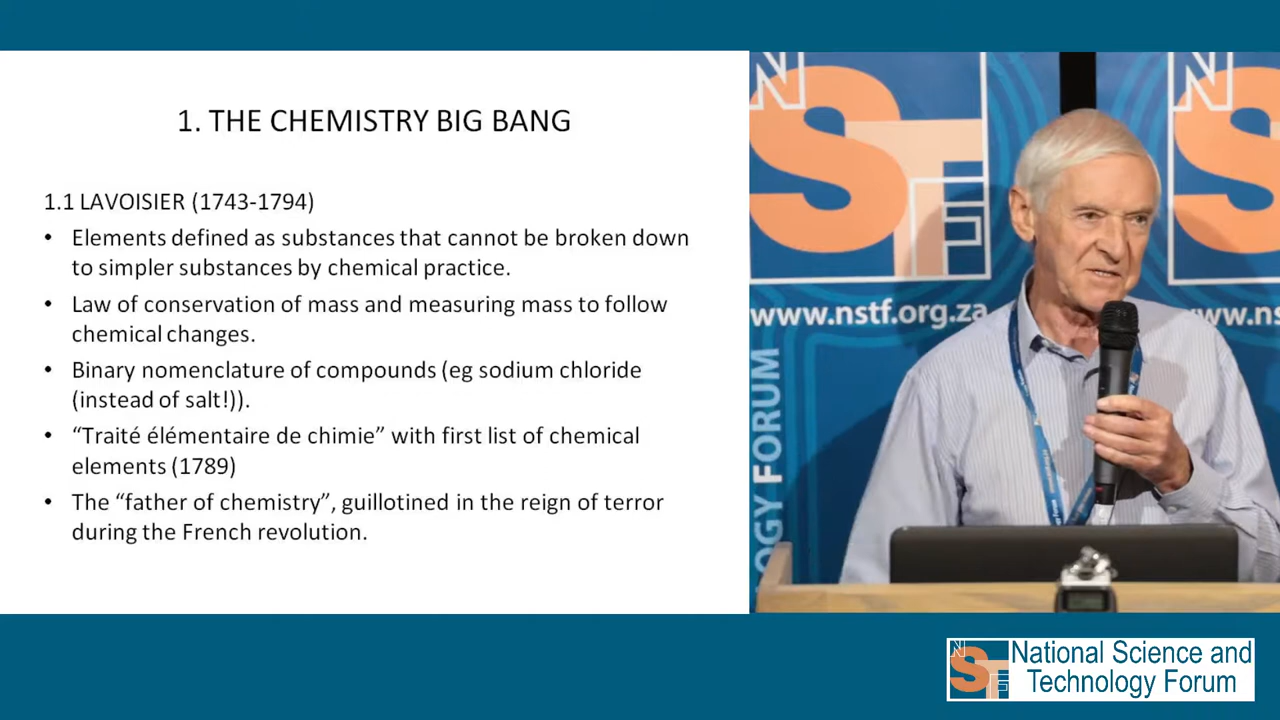 1. THE CHEMISTRY BIG BANG
1.1 LAVOISIER (1743-1794)
• Elements defined as substances that cannot be broken down
to simpler substances by chemical practice.
• Law of conservation of mass and measuring mass to follow
chemical changes.
• Binary nomenclature of compounds (eg sodium chloride
(instead of salt!)).
• “Traité élémentaire de chimie” with first list of chemical
elements (1789)
• The “father of chemistry”, guillotined in the reign of terror
during the French revolution.
NSTF
NS
www.nstf.org.za
www.ns
OGY FORUM
NSTF
National Science and
Technology Forum